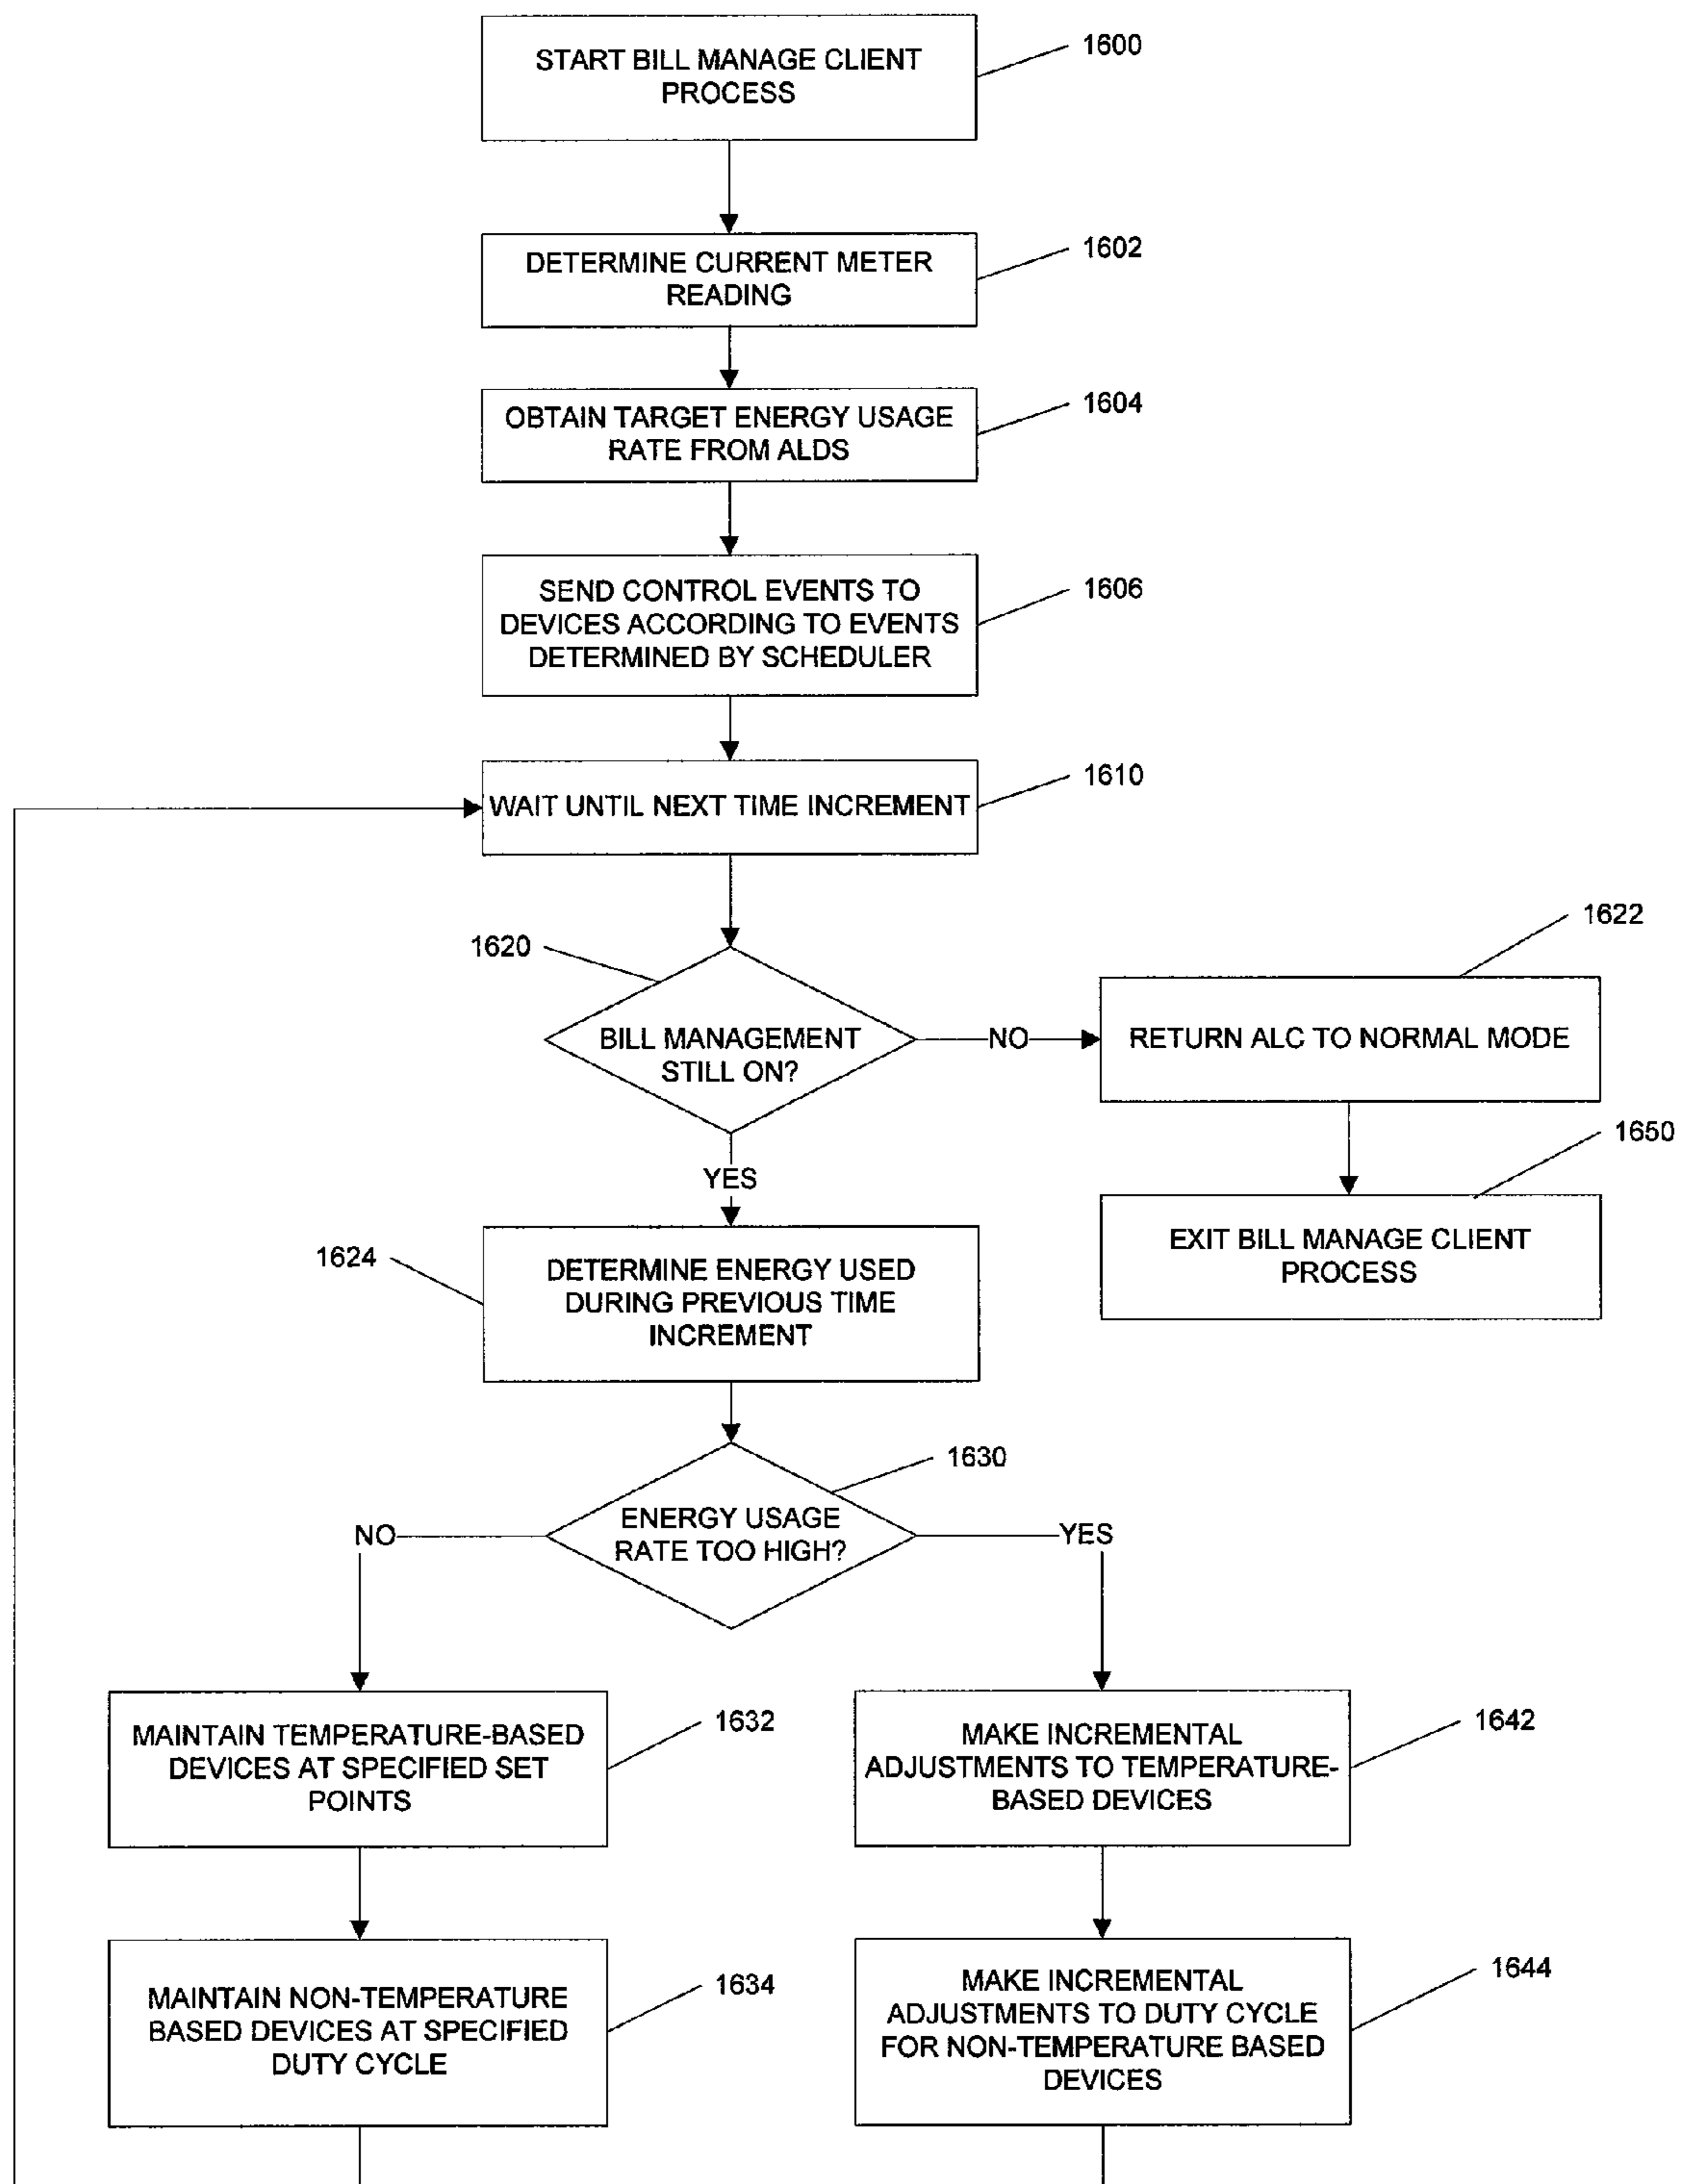 START BILL MANAGE CLIENT
PROCESS
1600
DETERMINE CURRENT METER
READING
1602
OBTAIN TARGET ENERGY USAGE
RATE FROM ALDS
1604
SEND CONTROL EVENTS TO
DEVICES ACCORDING TO EVENTS
DETERMINED BY SCHEDULER
1606
WAIT UNTIL NEXT TIME INCREMENT
1610
1620
BILL MANAGEMENT
STILL ON?
NO
1622
RETURN ALC TO NORMAL MODE
YES
1650
EXIT BILL MANAGE CLIENT
PROCESS
1624
DETERMINE ENERGY USED
DURING PREVIOUS TIME
INCREMENT
1630
ENERGY USAGE
RATE TOO HIGH?
NO
YES
MAINTAIN TEMPERATURE-BASED
DEVICES AT SPECIFIED SET
POINTS
1632
MAKE INCREMENTAL
ADJUSTMENTS TO TEMPERATURE-
BASED DEVICES
1642
MAINTAIN NON-TEMPERATURE
BASED DEVICES AT SPECIFIED
DUTY CYCLE
1634
MAKE INCREMENTAL
ADJUSTMENTS TO DUTY CYCLE
FOR NON-TEMPERATURE BASED
DEVICES
1644